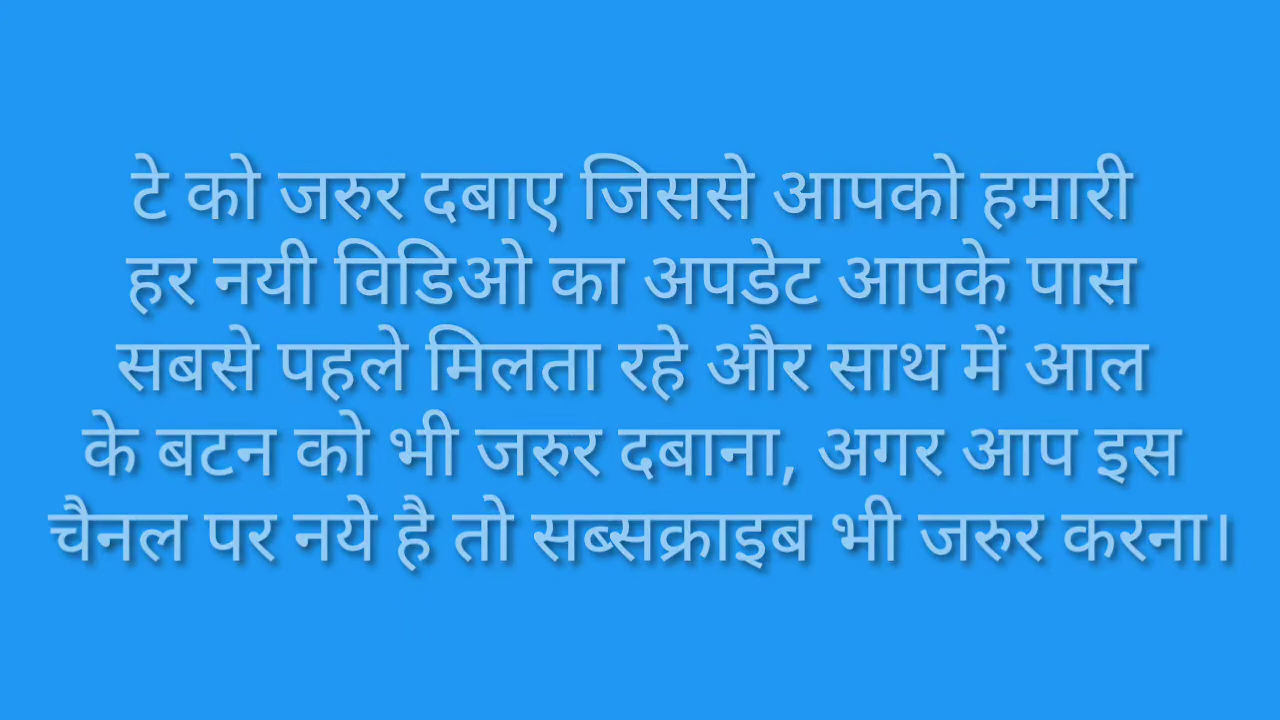 टे को जरुर दबाए जिससे आपको हमारी
हर नयी विडिओ का अपडेट आपके पास
सबसे पहले मिलता रहे और साथ में आल
के बटन को भी जरुर दबाना, अगर आप इस
चैनल पर नये है तो सब्सक्राइब भी जरुर करना।